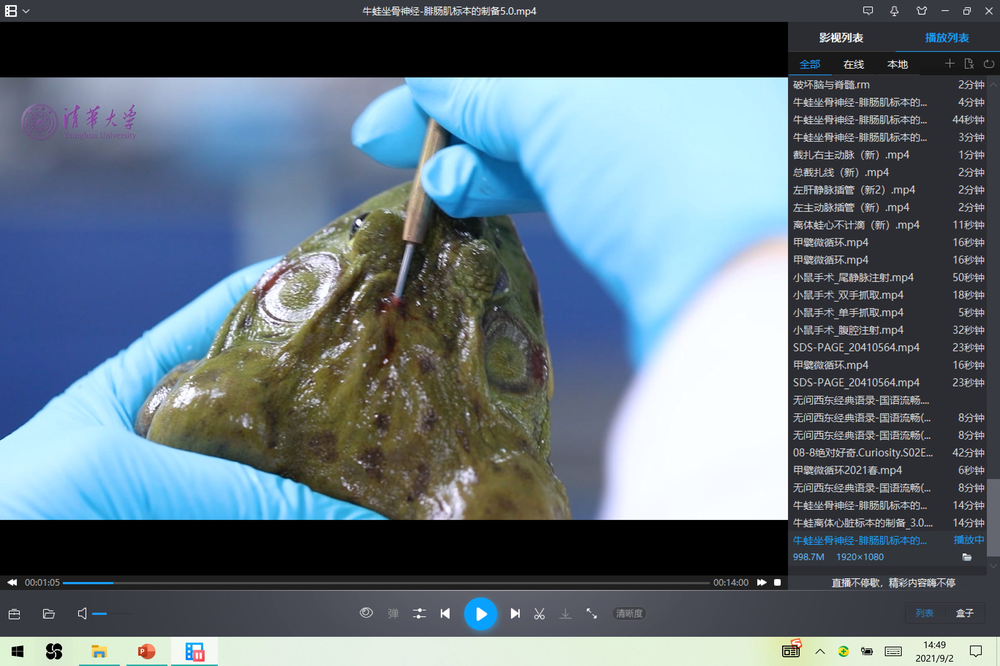 牛蛙坐骨神经-腓肠肌标本的制备5.0.mp4
影视列表 播放列表
全部 在线 本地
清華大学
Tsinghua University
破坏脑与脊髓.rm 2分钟
牛蛙坐骨神经-腓肠肌标本的... 4分钟
牛蛙坐骨神经-腓肠肌标本的... 44秒钟
牛蛙坐骨神经-腓肠肌标本的... 3分钟
截扎右主动脉（新）.mp4 1分钟
总截扎线（新）.mp4 2分钟
左肝静脉插管（新2）.mp4 2分钟
左主动脉插管（新）.mp4 2分钟
离体蛙心不计滴（新）.mp4 11秒钟
甲襞微循环.mp4 16秒钟
甲襞微循环.mp4 16秒钟
小鼠手术_尾静脉注射.mp4 50秒钟
小鼠手术_双手抓取.mp4 18秒钟
小鼠手术_单手抓取.mp4 5秒钟
小鼠手术_腹腔注射.mp4 32秒钟
SDS-PAGE_20410564.mp4 23秒钟
甲襞微循环.mp4 16秒钟
SDS-PAGE_20410564.mp4 23秒钟
无问西东经典语录-国语流畅....
无问西东经典语录-国语流畅(... 8分钟
无问西东经典语录-国语流畅(... 8分钟
08-8绝对好奇.Curiosity.S02E... 42分钟
甲襞微循环2021春.mp4 6秒钟
无问西东经典语录-国语流畅(... 8分钟
牛蛙坐骨神经-腓肠肌标本的... 14分钟
牛蛙离体心脏标本的制备_3.0.... 14分钟
牛蛙坐骨神经-腓肠肌标本的... 播放中
998.7M 1920×1080
00:01:05 00:14:00
直播不停歇，精彩内容嗨不停
弹 清晰度 列表 盒子
P
S
14:49
2021/9/2